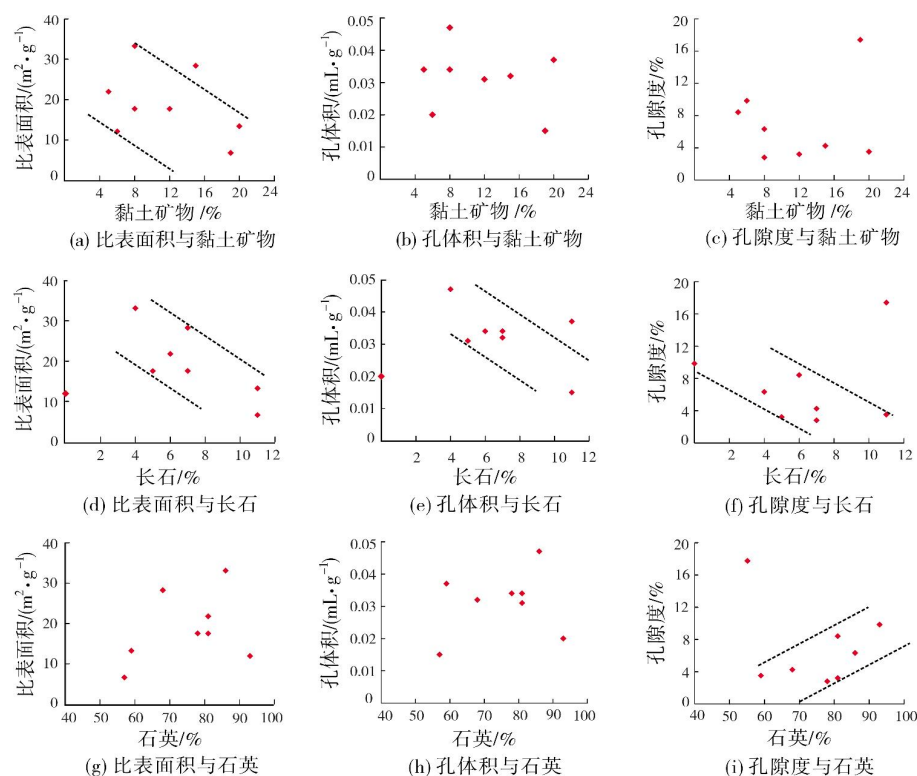 比表面积/(m²·g⁻¹)
40
30
20
10
0
4 8 12 16 20 24
黏土矿物/%
(a) 比表面积与黏土矿物
孔体积/(mL·g⁻¹)
0.05
0.04
0.03
0.02
0.01
0
4 8 12 16 20 24
黏土矿物/%
(b) 孔体积与黏土矿物
孔隙度/%
20
16
12
8
4
0
4 8 12 16 20 24
黏土矿物/%
(c) 孔隙度与黏土矿物
比表面积/(m²·g⁻¹)
40
30
20
10
0
2 4 6 8 10 12
长石/%
(d) 比表面积与长石
孔体积/(mL·g⁻¹)
0.05
0.04
0.03
0.02
0.01
0
2 4 6 8 10 12
长石/%
(e) 孔体积与长石
孔隙度/%
20
16
12
8
4
0
2 4 6 8 10 12
长石/%
(f) 孔隙度与长石
比表面积/(m²·g⁻¹)
40
30
20
10
0
40 50 60 70 80 90 100
石英/%
(g) 比表面积与石英
孔体积/(mL·g⁻¹)
0.05
0.04
0.03
0.02
0.01
0
40 50 60 70 80 90 100
石英/%
(h) 孔体积与石英
孔隙度/%
20
16
12
8
4
0
40 50 60 70 80 90 100
石英/%
(i) 孔隙度与石英